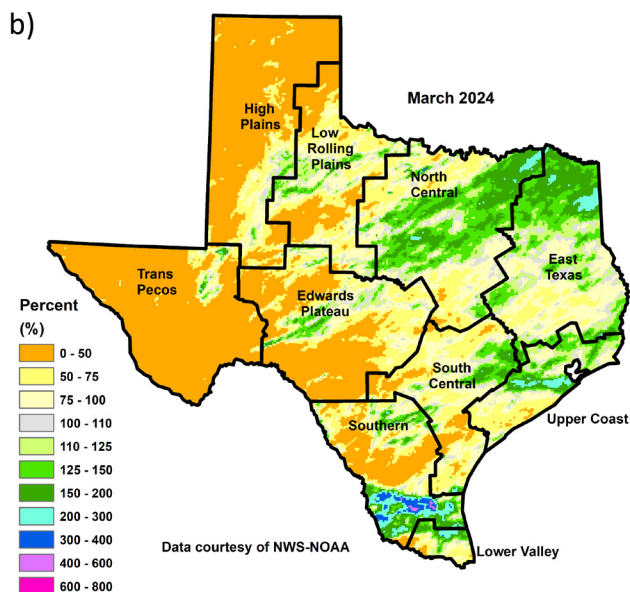 b)
March 2024
High
Plains
Low
Rolling
Plains
North
Central
East
Texas
Trans
Pecos
Edwards
Plateau
South
Central
Upper Coast
Southern
Lower Valley
Percent
(%)
0 - 50
50 - 75
75 - 100
100 - 110
110 - 125
125 - 150
150 - 200
200 - 300
300 - 400
400 - 600
600 - 800
Data courtesy of NWS-NOAA